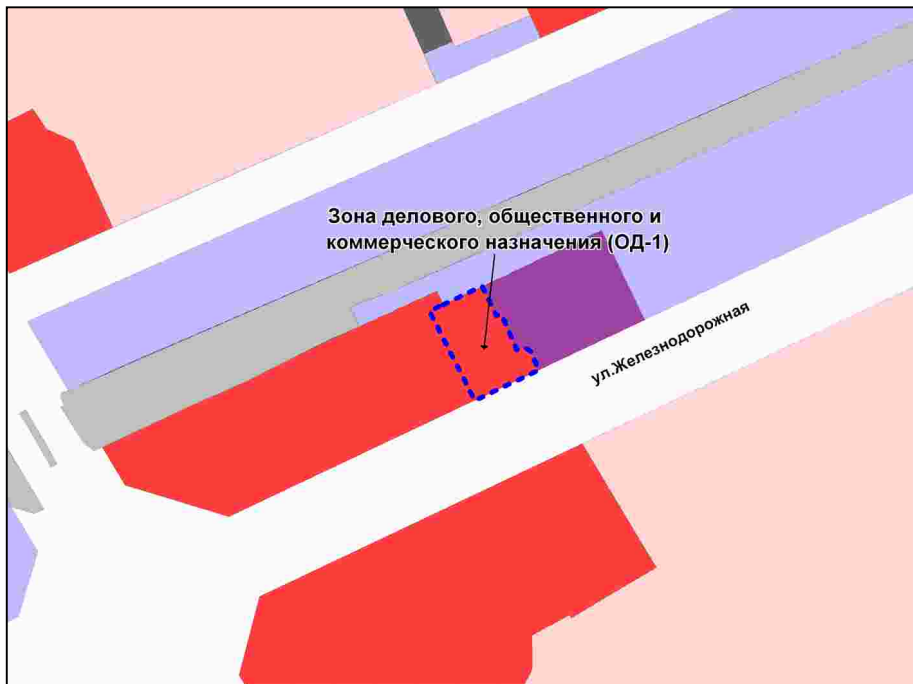 Зона делового, общественного и
коммерческого назначения (ОД-1)
ул.Железнодорожная